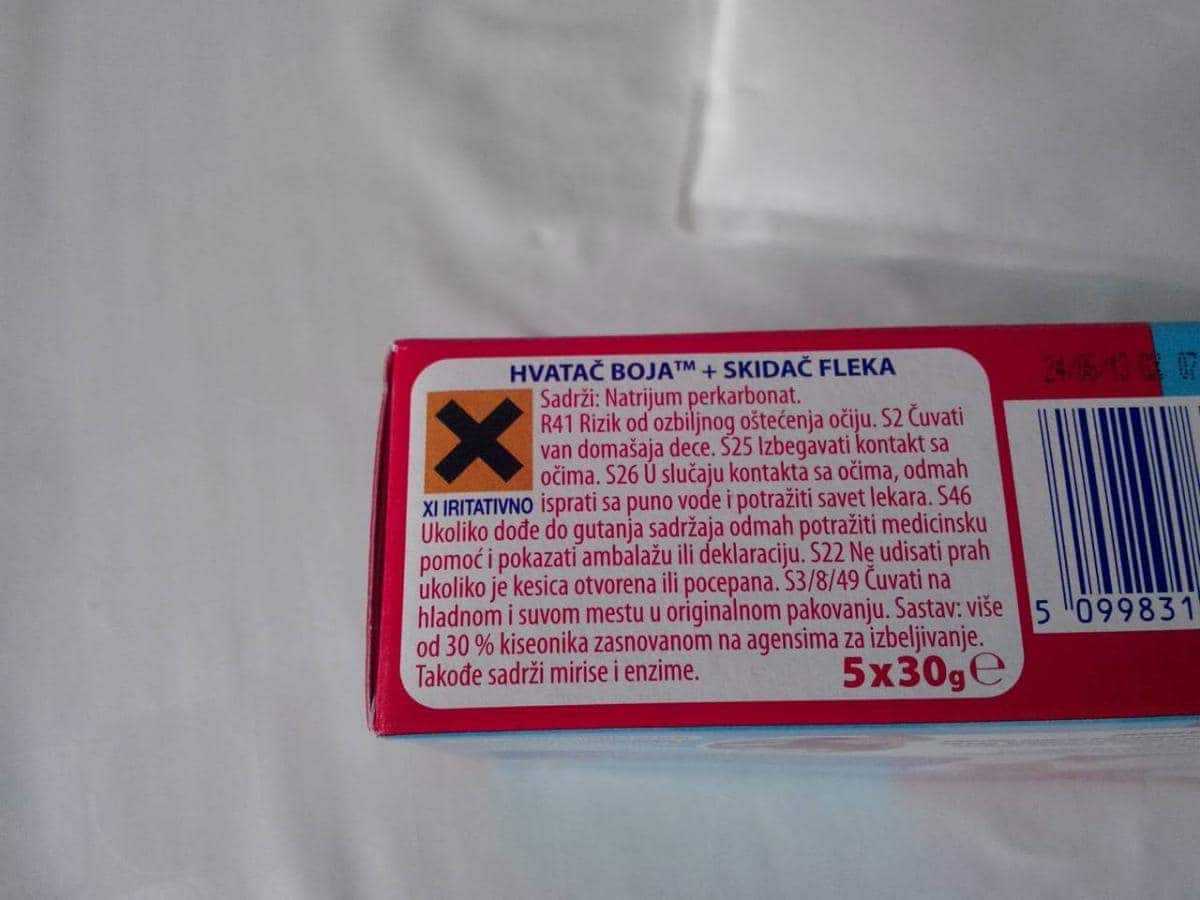 HVATAČ BOJA™ + SKIDAČ FLEKA
Sadrži: Natrijum perkarbonat.
R41 Rizik od ozbiljnog oštećenja očiju. S2 Čuvati
van domašaja dece. S25 Izbegavati kontakt sa
očima. S26 U slučaju kontakta sa očima, odmah
XI IRITATIVNO
isprati sa puno vode i potražiti savet lekara. S46
Ukoliko dođe do gutanja sadržaja odmah potražiti medicinsku
pomoć i pokazati ambalažu ili deklaraciju. S22 Ne udisati prah
ukoliko je kesica otvorena ili pocepana. S3/8/49 Čuvati na
hladnom i suvom mestu u originalnom pakovanju. Sastav: više
od 30 % kiseonika zasnovanom na agensima za izbeljivanje.
Takođe sadrži mirise i enzime.
5x30g℮
5 099831